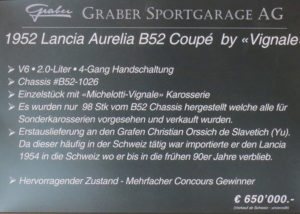 Graber GRABER SPORTGARAGE AG
1952 Lancia Aurelia B52 Coupé by «Vignale
V6 • 2.0-Liter • 4-Gang Handschaltung
Chassis #B52-1026
Einzelstück mit «Michelotti-Vignale» Karosserie
Es wurden nur 98 Stk vom B52 Chassis hergestellt welche alle für
Sonderkarosserien vorgesehen und verkauft wurden.
Erstauslieferung an den Grafen Christian Orssich de Slavetich (Yu).
Da dieser häufig in der Schweiz tätig war importierte er den Lancia
1954 in die Schweiz wo er bis in die frühen 90er Jahre verblieb.
Hervorragender Zustand - Mehrfacher Concours Gewinner
€ 650'000.-